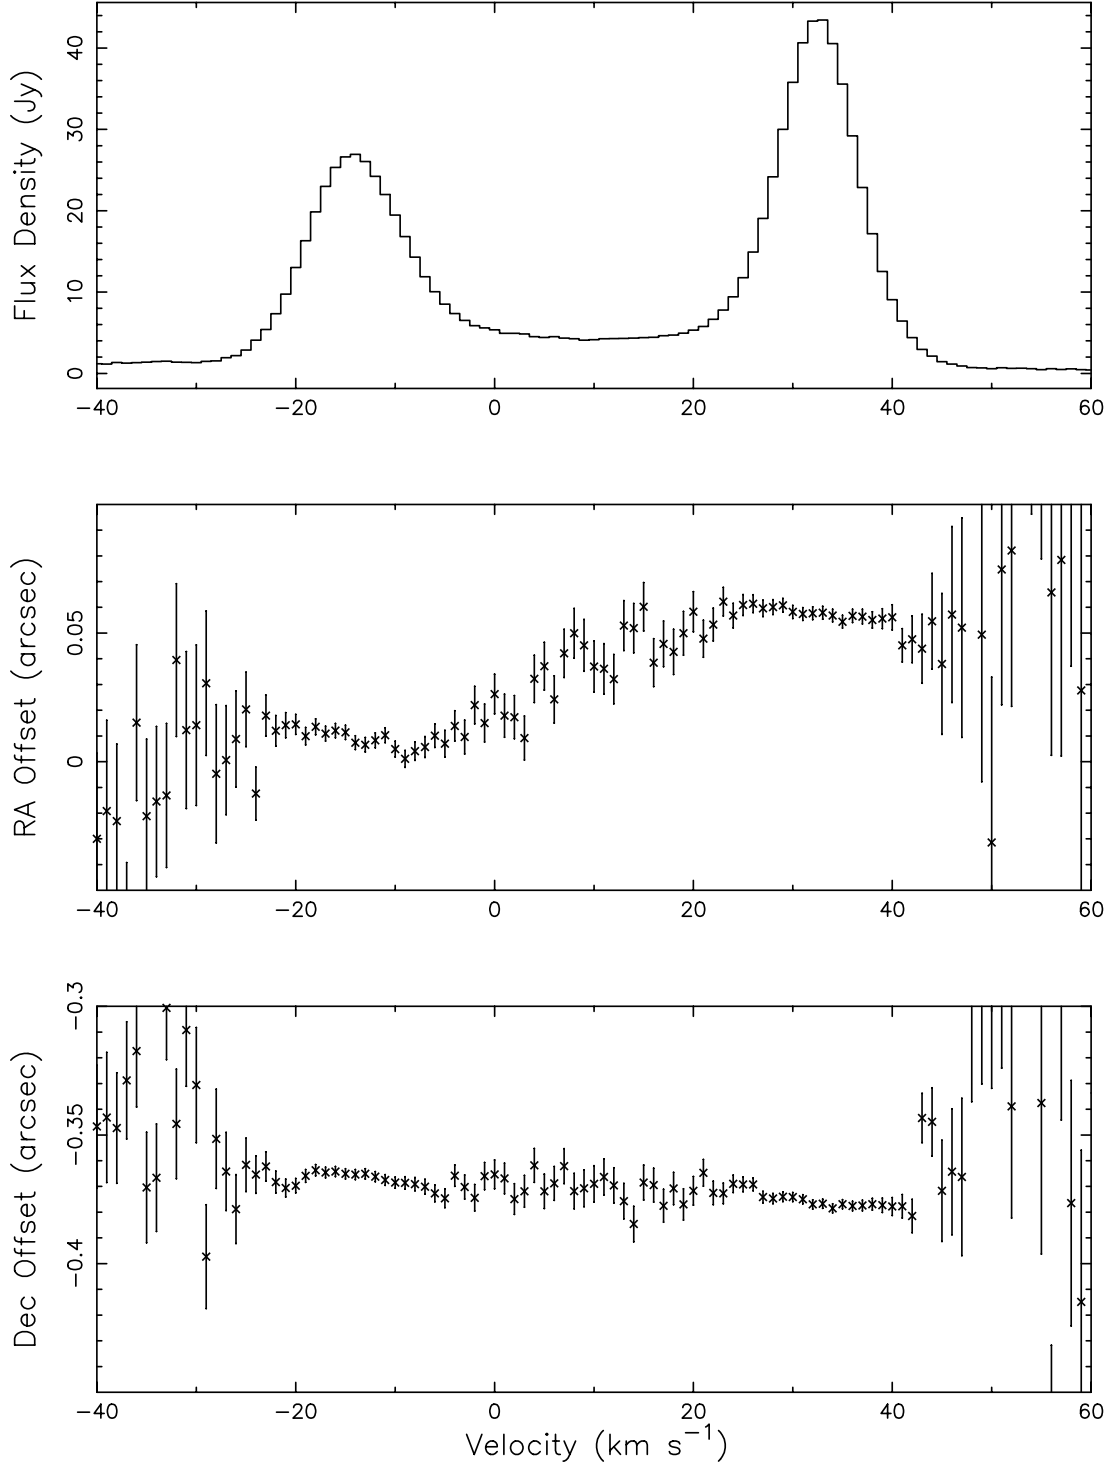 Flux Density (Jy)
40
30
20
10
0
−40 −20 0 20 40 60
RA Offset (arcsec)
0.05
0
−40 −20 0 20 40 60
Dec Offset (arcsec)
−0.3
−0.35
−0.4
−40 −20 0 20 40 60
Velocity (km s⁻¹)